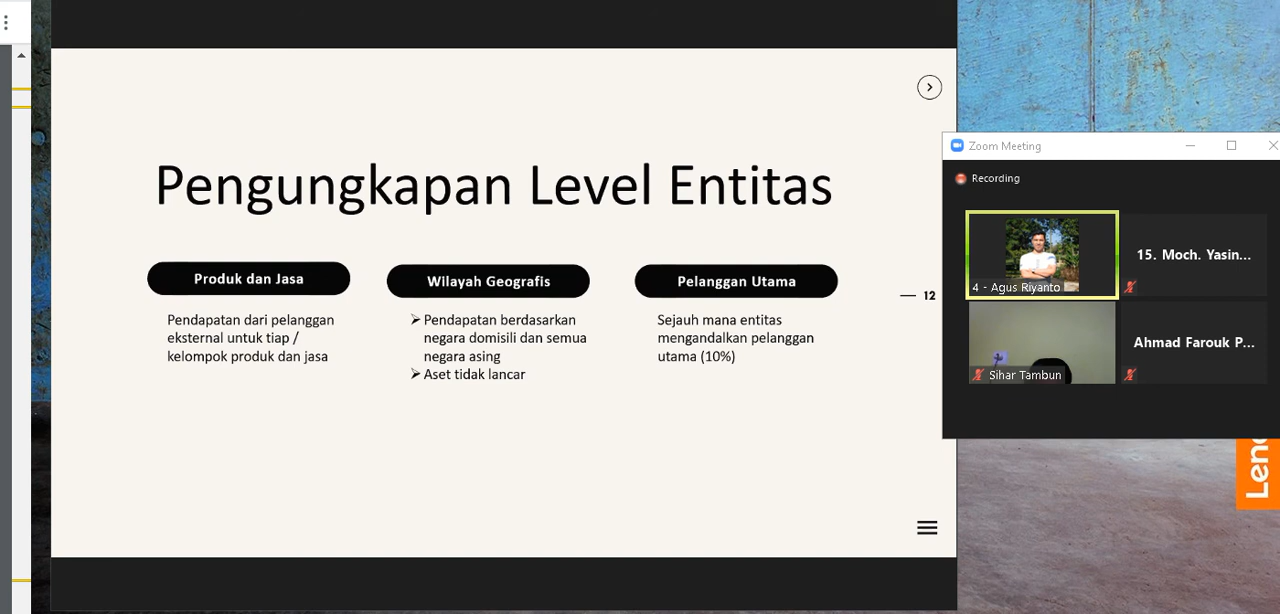 Pengungkapan Level Entitas
Produk dan Jasa
Pendapatan dari pelanggan
eksternal untuk tiap /
kelompok produk dan jasa
Wilayah Geografis
Pendapatan berdasarkan
negara domisili dan semua
negara asing
Aset tidak lancar
Pelanggan Utama
Sejauh mana entitas
mengandalkan pelanggan
utama (10%)
12
Zoom Meeting
Recording
4 - Agus Riyanto
15. Moch. Yasin...
Sihar Tambun
Ahmad Farouk P...